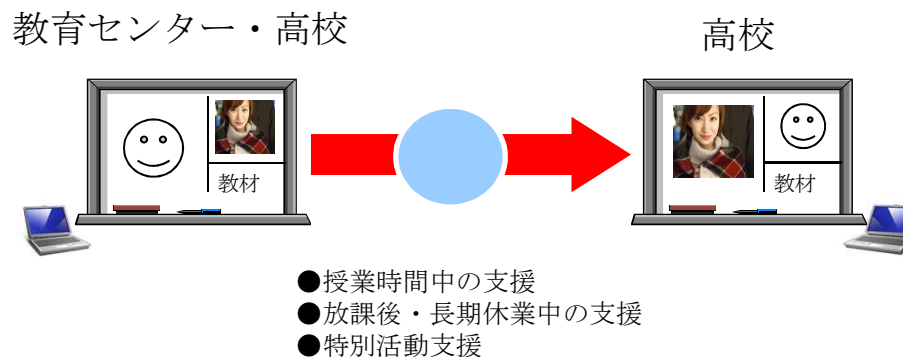 教育センター・高校
高校
教材
教材
●授業時間中の支援
●放課後・長期休業中の支援
●特別活動支援